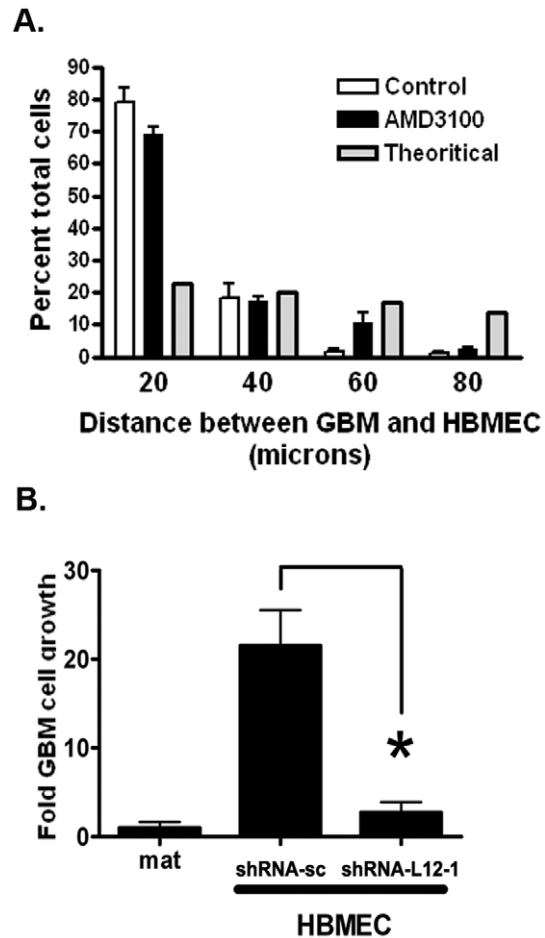 A.
Percent total cells
90
80
70
60
50
40
30
20
10
0
Control
AMD3100
Theoritical
20 40 60 80
Distance between GBM and HBMEC
(microns)
B.
Fold GBM cell growth
30
20
10
0
*
mat shRNA-sc shRNA-L12-1
HBMEC